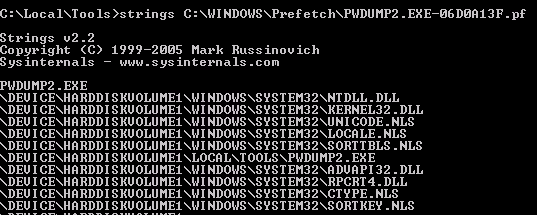 C:\Local\Tools>strings C:\WINDOWS\Prefetch\PWDUMP2.EXE-06D0A13F.pf
Strings v2.2
Copyright (C) 1999-2005 Mark Russinovich
Sysinternals - www.sysinternals.com
PWDUMP2.EXE
\DEVICE\HARDDISKVOLUME1\WINDOWS\SYSTEM32\NTDLL.DLL
\DEVICE\HARDDISKVOLUME1\WINDOWS\SYSTEM32\KERNEL32.DLL
\DEVICE\HARDDISKVOLUME1\WINDOWS\SYSTEM32\UNICODE.NLS
\DEVICE\HARDDISKVOLUME1\WINDOWS\SYSTEM32\LOCALE.NLS
\DEVICE\HARDDISKVOLUME1\WINDOWS\SYSTEM32\SORTTBLS.NLS
\DEVICE\HARDDISKVOLUME1\LOCAL\TOOLS\PWDUMP2.EXE
\DEVICE\HARDDISKVOLUME1\WINDOWS\SYSTEM32\ADVAPI32.DLL
\DEVICE\HARDDISKVOLUME1\WINDOWS\SYSTEM32\RPCRT4.DLL
\DEVICE\HARDDISKVOLUME1\WINDOWS\SYSTEM32\CTYPE.NLS
\DEVICE\HARDDISKVOLUME1\WINDOWS\SYSTEM32\SORTKEY.NLS